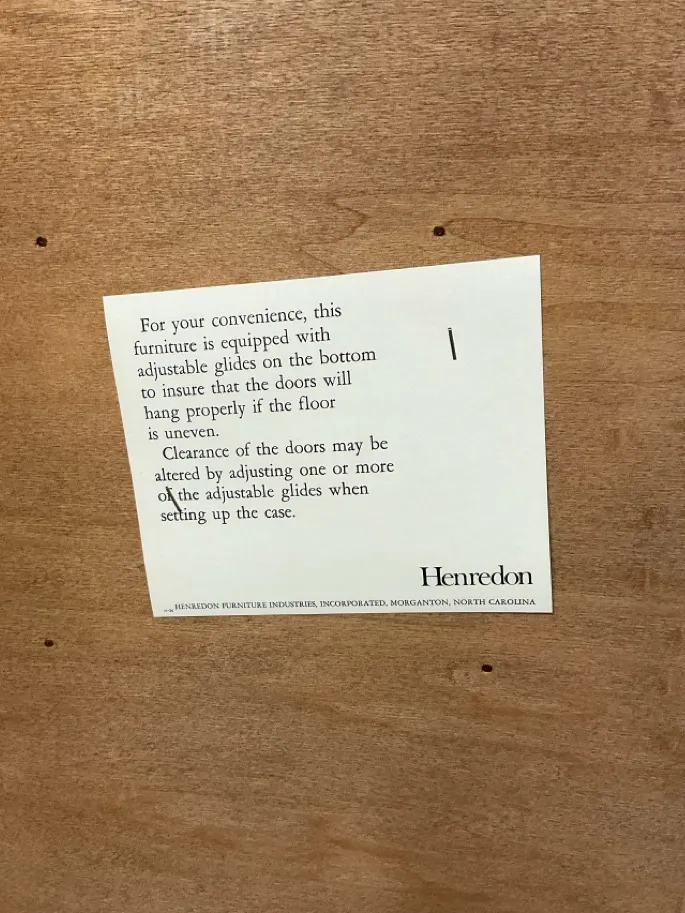 For your convenience, this
furniture is equipped with
adjustable glides on the bottom
to insure that the doors will
hang properly if the floor
is uneven.
Clearance of the doors may be
altered by adjusting one or more
of the adjustable glides when
setting up the case.
Henredon
HENREDON FURNITURE INDUSTRIES, INCORPORATED, MORGANTON, NORTH CAROLINA